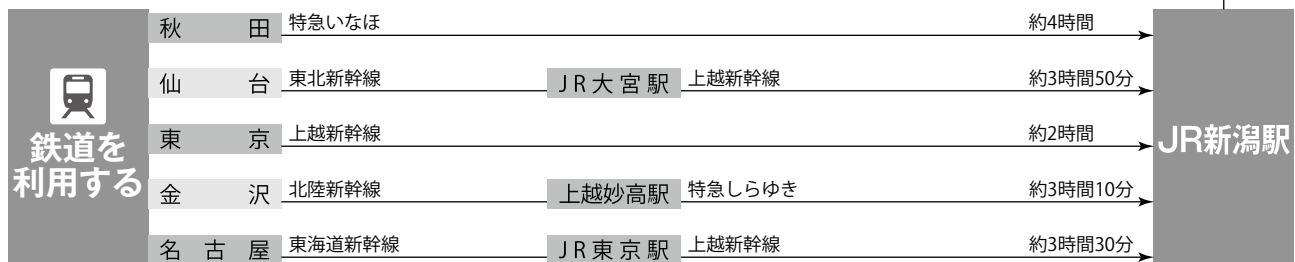 鉄道を
利用する
秋田 特急いなほ 約4時間
仙台 東北新幹線 JR大宮駅 上越新幹線 約3時間50分
東京 上越新幹線 約2時間
金沢 北陸新幹線 上越妙高駅 特急しらゆき 約3時間10分
名古屋 東海道新幹線 JR東京駅 上越新幹線 約3時間30分
JR新潟駅